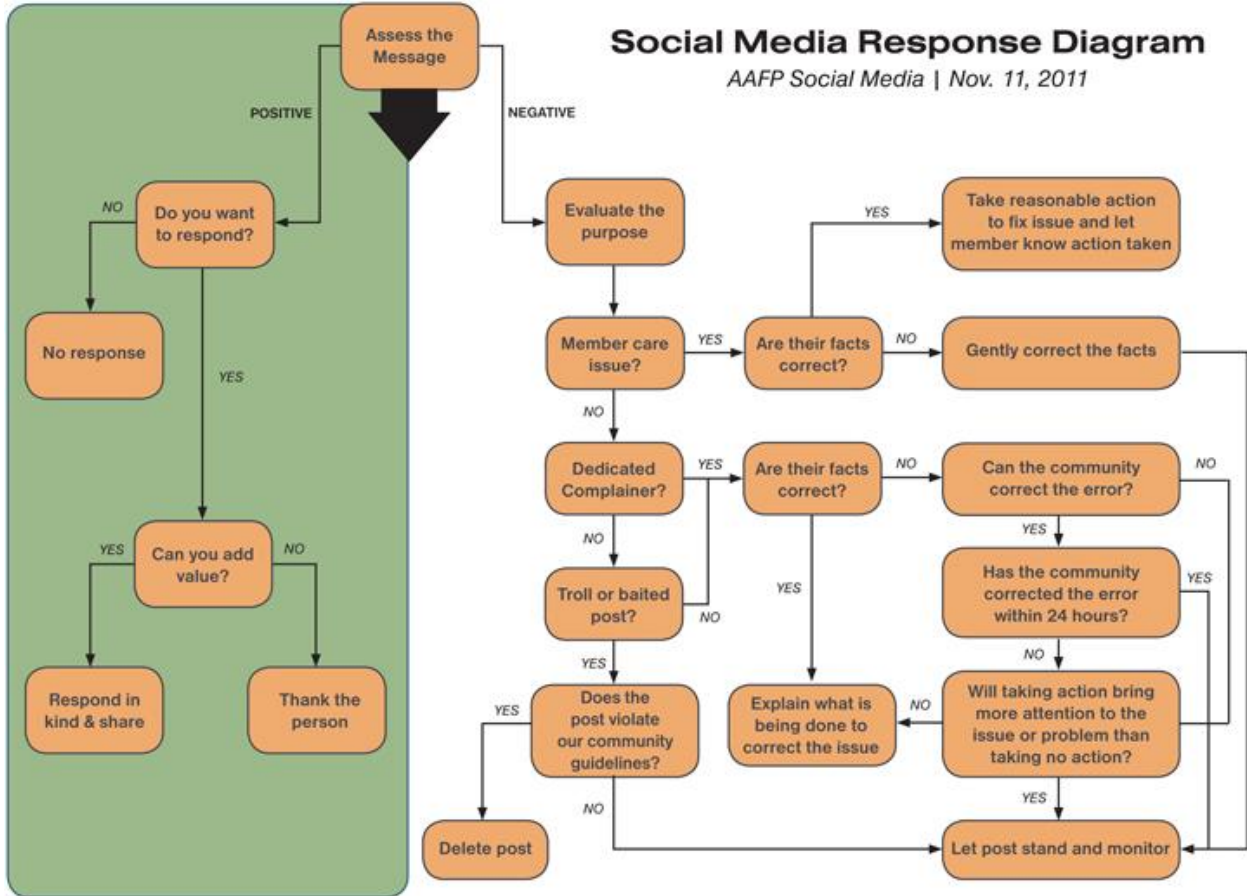 Social Media Response Diagram
AAFP Social Media | Nov. 11, 2011
Assess the
Message
POSITIVE
NEGATIVE
Do you want
to respond?
NO
No response
YES
Can you add
value?
YES
NO
Respond in
kind & share
Thank the
person
Evaluate the
purpose
Member care
issue?
YES
Are their facts
correct?
YES
Take reasonable action
to fix issue and let
member know action taken
NO
Gently correct the facts
NO
Dedicated
Complainer?
YES
Are their facts
correct?
NO
Can the community
correct the error?
NO
YES
Has the community
corrected the error
within 24 hours?
YES
NO
Will taking action bring
more attention to the
issue or problem than
taking no action?
NO
YES
Explain what is
being done to
correct the issue
YES
NO
Troll or baited
post?
NO
YES
Does the
post violate
our community
guidelines?
YES
Delete post
NO
Let post stand and monitor